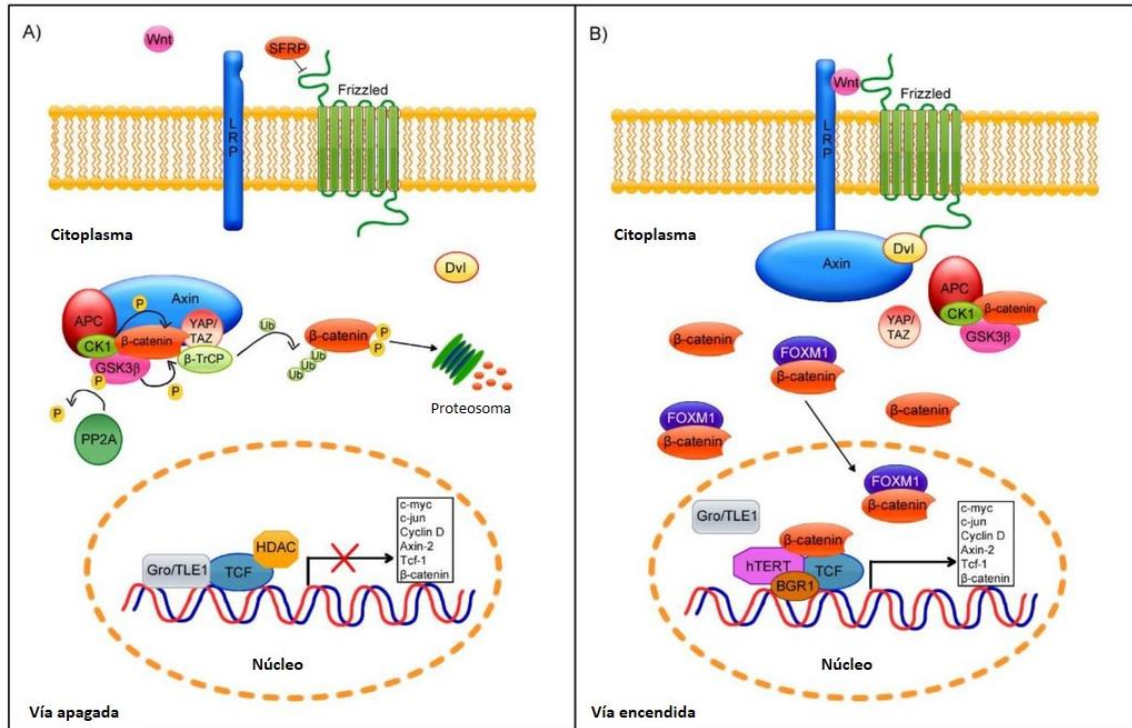 A)
Wnt
SFRP
Frizzled
LRP
Citoplasma
Dvl
Axin
P
APC
YAP/
TAZ
Ub
CK1
β-catenin
β-catenin
P
P
β-TrCP
GSK3β
Ub
Ub
Ub
P
P
P
Proteosoma
PP2A
c-myc
c-jun
Cyclin D
Axin-2
Tcf-1
β-catenin
HDAC
Gro/TLE1
TCF
Núcleo
Vía apagada
B)
Wnt
Frizzled
LRP
Citoplasma
Dvl
Axin
APC
YAP/
TAZ
CK1
β-catenin
GSK3β
β-catenin
FOXM1
β-catenin
β-catenin
FOXM1
β-catenin
FOXM1
β-catenin
Gro/TLE1
c-myc
c-jun
Cyclin D
Axin-2
Tcf-1
β-catenin
β-catenin
hTERT
TCF
BGR1
Núcleo
Vía encendida